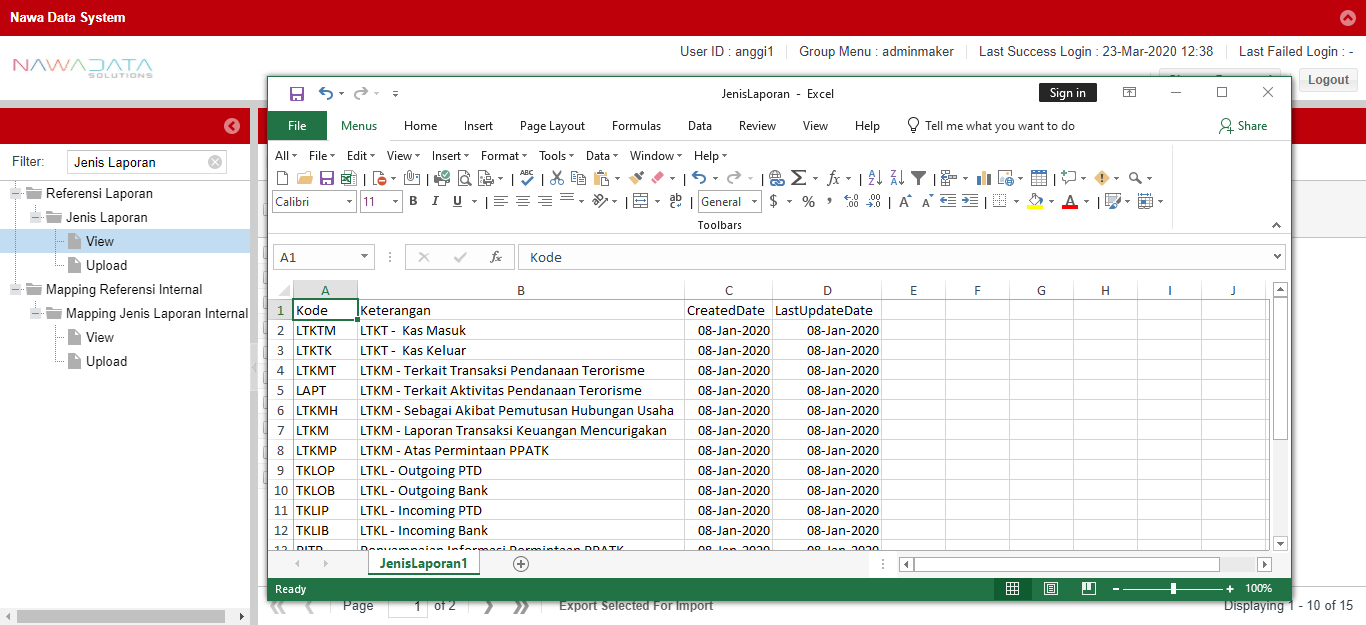 Nawa Data System
NAWADATA
SOLUTIONS
User ID : anggi1
Group Menu : adminmaker
Last Success Login : 23-Mar-2020 12:38
Last Failed Login : -
Logout
Filter:
Jenis Laporan
Referensi Laporan
Jenis Laporan
View
Upload
Mapping Referensi Internal
Mapping Jenis Laporan Internal
View
Upload
JenisLaporan - Excel
Sign in
File Menus Home Insert Page Layout Formulas Data Review View Help Tell me what you want to do Share
All File Edit View Insert Format Tools Data Window Help
Calibri 11 B I U General $ % ,
Toolbars
A1 fx Kode
A B C D E F G H I J
1 Kode Keterangan CreatedDate LastUpdateDate
2 LTKTM LTKT - Kas Masuk 08-Jan-2020 08-Jan-2020
3 LTKTK LTKT - Kas Keluar 08-Jan-2020 08-Jan-2020
4 LTKMT LTKM - Terkait Transaksi Pendanaan Terorisme 08-Jan-2020 08-Jan-2020
5 LAPT LTKM - Terkait Aktivitas Pendanaan Terorisme 08-Jan-2020 08-Jan-2020
6 LTKMH LTKM - Sebagai Akibat Pemutusan Hubungan Usaha 08-Jan-2020 08-Jan-2020
7 LTKM LTKM - Laporan Transaksi Keuangan Mencurigakan 08-Jan-2020 08-Jan-2020
8 LTKMP LTKM - Atas Permintaan PPATK 08-Jan-2020 08-Jan-2020
9 TKLOP LTKL - Outgoing PTD 08-Jan-2020 08-Jan-2020
10 TKLOB LTKL - Outgoing Bank 08-Jan-2020 08-Jan-2020
11 TKLIP LTKL - Incoming PTD 08-Jan-2020 08-Jan-2020
12 TKLIB LTKL - Incoming Bank 08-Jan-2020 08-Jan-2020
Penyampaian Informasi Permintaan PPATK 08-Jan-2020 08-Jan-2020
JenisLaporan1
Ready
100%
Page 1 of 2
Export Selected For Import
Displaying 1 - 10 of 15